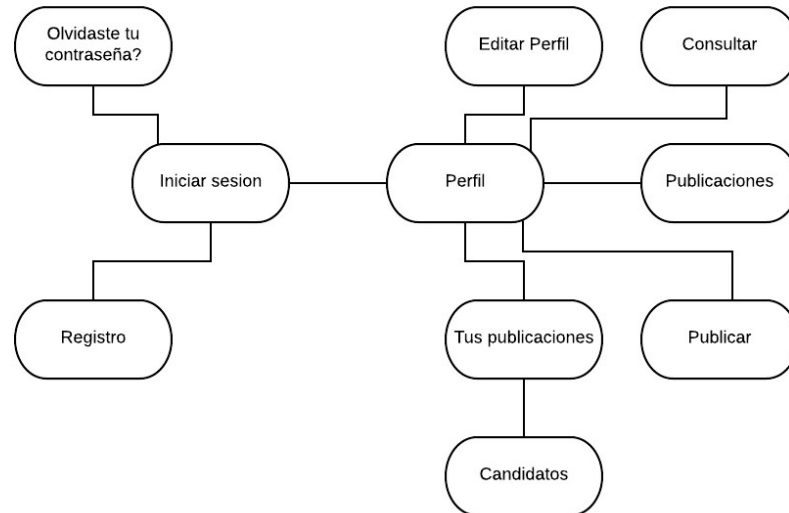 Olvidaste tu
contraseña?
Editar Perfil
Consultar
Iniciar sesion
Perfil
Publicaciones
Registro
Tus publicaciones
Publicar
Candidatos